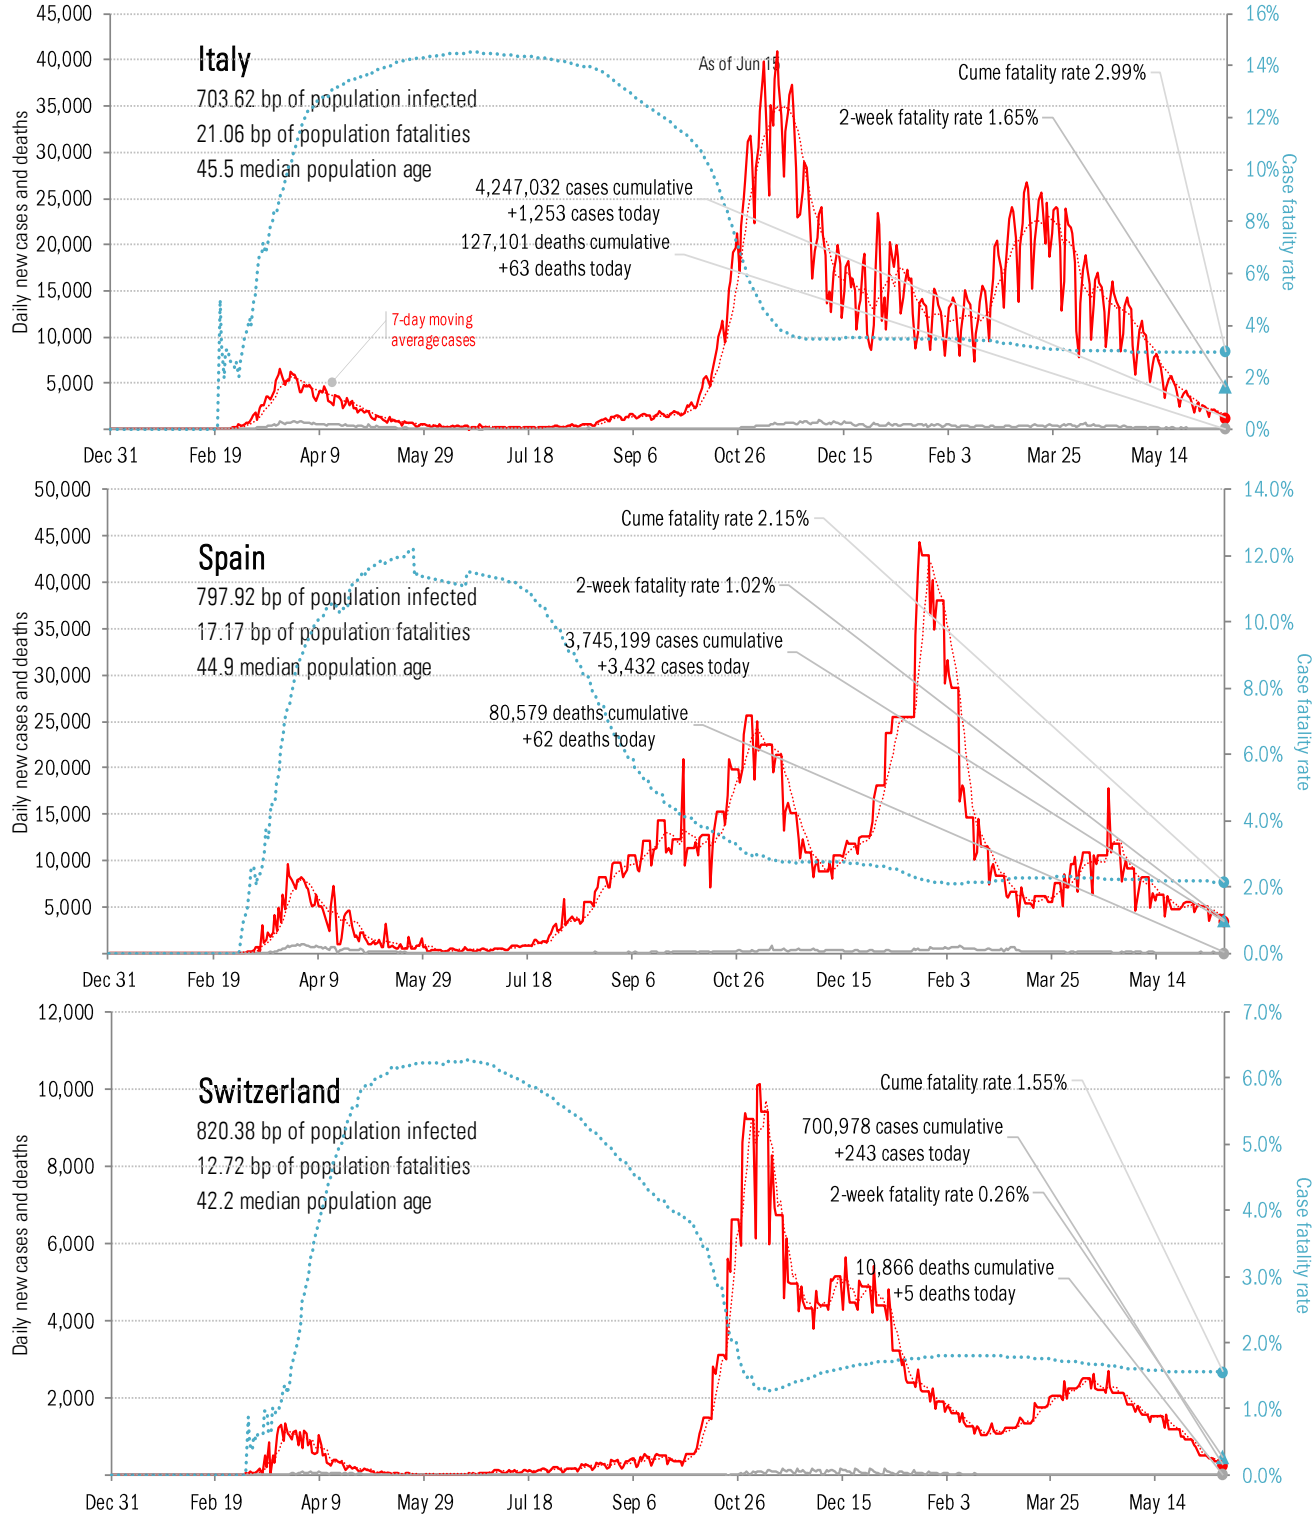 45,000
40,000
35,000
30,000
25,000
20,000
15,000
10,000
5,000
Daily new cases and deaths
Italy
703.62 bp of population infected
21.06 bp of population fatalities
45.5 median population age
As of Jun 15
Cume fatality rate 2.99%
2-week fatality rate 1.65%
4,247,032 cases cumulative
+1,253 cases today
127,101 deaths cumulative
+63 deaths today
7-day moving
average cases
16%
14%
12%
10%
8%
6%
4%
2%
0%
Case fatality rate
Dec 31 Feb 19 Apr 9 May 29 Jul 18 Sep 6 Oct 26 Dec 15 Feb 3 Mar 25 May 14
50,000
45,000
40,000
35,000
30,000
25,000
20,000
15,000
10,000
5,000
Daily new cases and deaths
Spain
797.92 bp of population infected
17.17 bp of population fatalities
44.9 median population age
Cume fatality rate 2.15%
2-week fatality rate 1.02%
3,745,199 cases cumulative
+3,432 cases today
80,579 deaths cumulative
+62 deaths today
14.0%
12.0%
10.0%
8.0%
6.0%
4.0%
2.0%
0.0%
Case fatality rate
Dec 31 Feb 19 Apr 9 May 29 Jul 18 Sep 6 Oct 26 Dec 15 Feb 3 Mar 25 May 14
12,000
10,000
8,000
6,000
4,000
2,000
Daily new cases and deaths
Switzerland
820.38 bp of population infected
12.72 bp of population fatalities
42.2 median population age
Cume fatality rate 1.55%
700,978 cases cumulative
+243 cases today
2-week fatality rate 0.26%
10,866 deaths cumulative
+5 deaths today
7.0%
6.0%
5.0%
4.0%
3.0%
2.0%
1.0%
0.0%
Case fatality rate
Dec 31 Feb 19 Apr 9 May 29 Jul 18 Sep 6 Oct 26 Dec 15 Feb 3 Mar 25 May 14